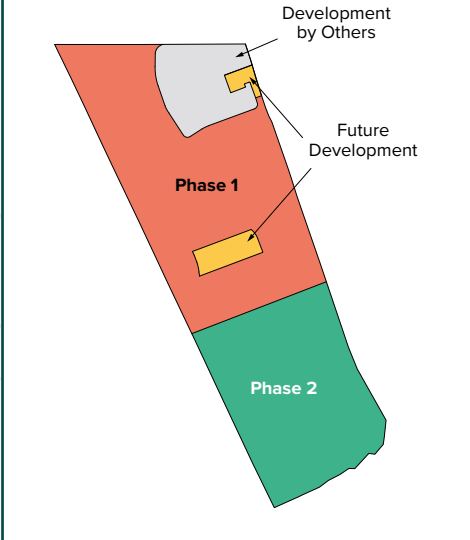 Development
by Others
Future
Development
Phase 1
Phase 2